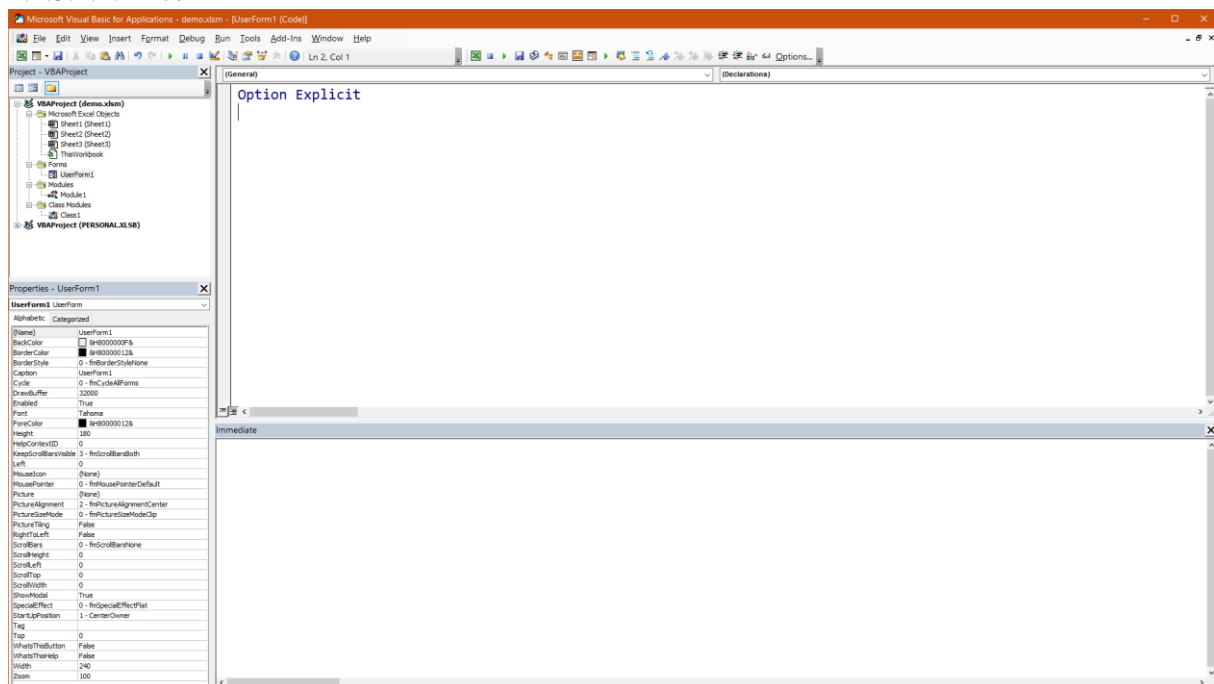 Microsoft Visual Basic for Applications - demo.xlsm - [UserForm1 (Code)]
File Edit View Insert Format Debug Run Tools Add-Ins Window Help
Ln 2, Col 1
Options...
Project - VBAProject
(General)
(Declarations)
VBAProject (demo.xlsm)
Microsoft Excel Objects
Sheet1 (Sheet1)
Sheet2 (Sheet2)
Sheet3 (Sheet3)
ThisWorkbook
Forms
UserForm1
Modules
Module1
Class Modules
Class1
VBAProject (PERSONAL.XLSB)
Option Explicit
Properties - UserForm1
UserForm1 UserForm
Alphabetic Categorized
(Name) UserForm1
BackColor &H8000000F&
BorderColor &H80000012&
BorderStyle 0 - fmBorderStyleNone
Caption UserForm1
Cycle 0 - fmCycleAllForms
DrawBuffer 32000
Enabled True
Font Tahoma
ForeColor &H80000012&
Height 180
HelpContextID 0
KeepScrollBarsVisible 3 - fmScrollBarsBoth
Left 0
MouseIcon (None)
MousePointer 0 - fmMousePointerDefault
Picture (None)
PictureAlignment 2 - fmPictureAlignmentCenter
PictureSizeMode 0 - fmPictureSizeModeClip
PictureTiling False
RightToLeft False
ScrollBars 0 - fmScrollBarsNone
ScrollHeight 0
ScrollLeft 0
ScrollTop 0
ScrollWidth 0
ShowModal True
SpecialEffect 0 - fmSpecialEffectFlat
StartUpPosition 1 - CenterOwner
Tag
Top 0
WhatsThisButton False
WhatsThisHelp False
Width 240
Zoom 100
Immediate